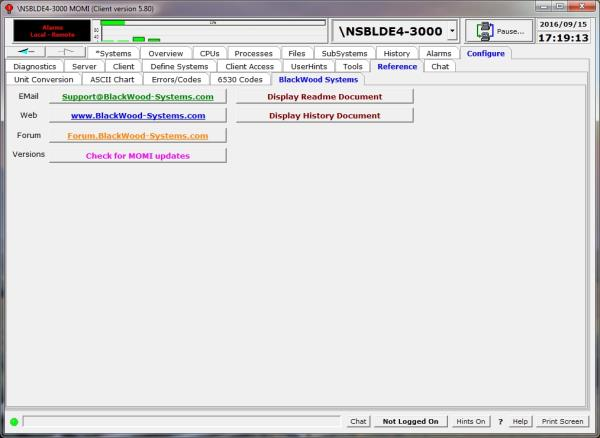 \NSBLDE4-3000 MOMI (Client version 5.80)
Alarms
Local - Remote
\NSBLDE4-3000
Pause...
2016/09/15
17:19:13
*Systems Overview CPUs Processes Files SubSystems History Alarms Configure
Diagnostics Server Client Define Systems Client Access UserHints Tools Reference Chat
Unit Conversion ASCII Chart Errors/Codes 6530 Codes BlackWood Systems
EMail Support@BlackWood-Systems.com Display Readme Document
Web www.BlackWood-Systems.com Display History Document
Forum Forum.BlackWood-Systems.com
Versions Check for MOMI updates
Chat Not Logged On Hints On ? Help Print Screen